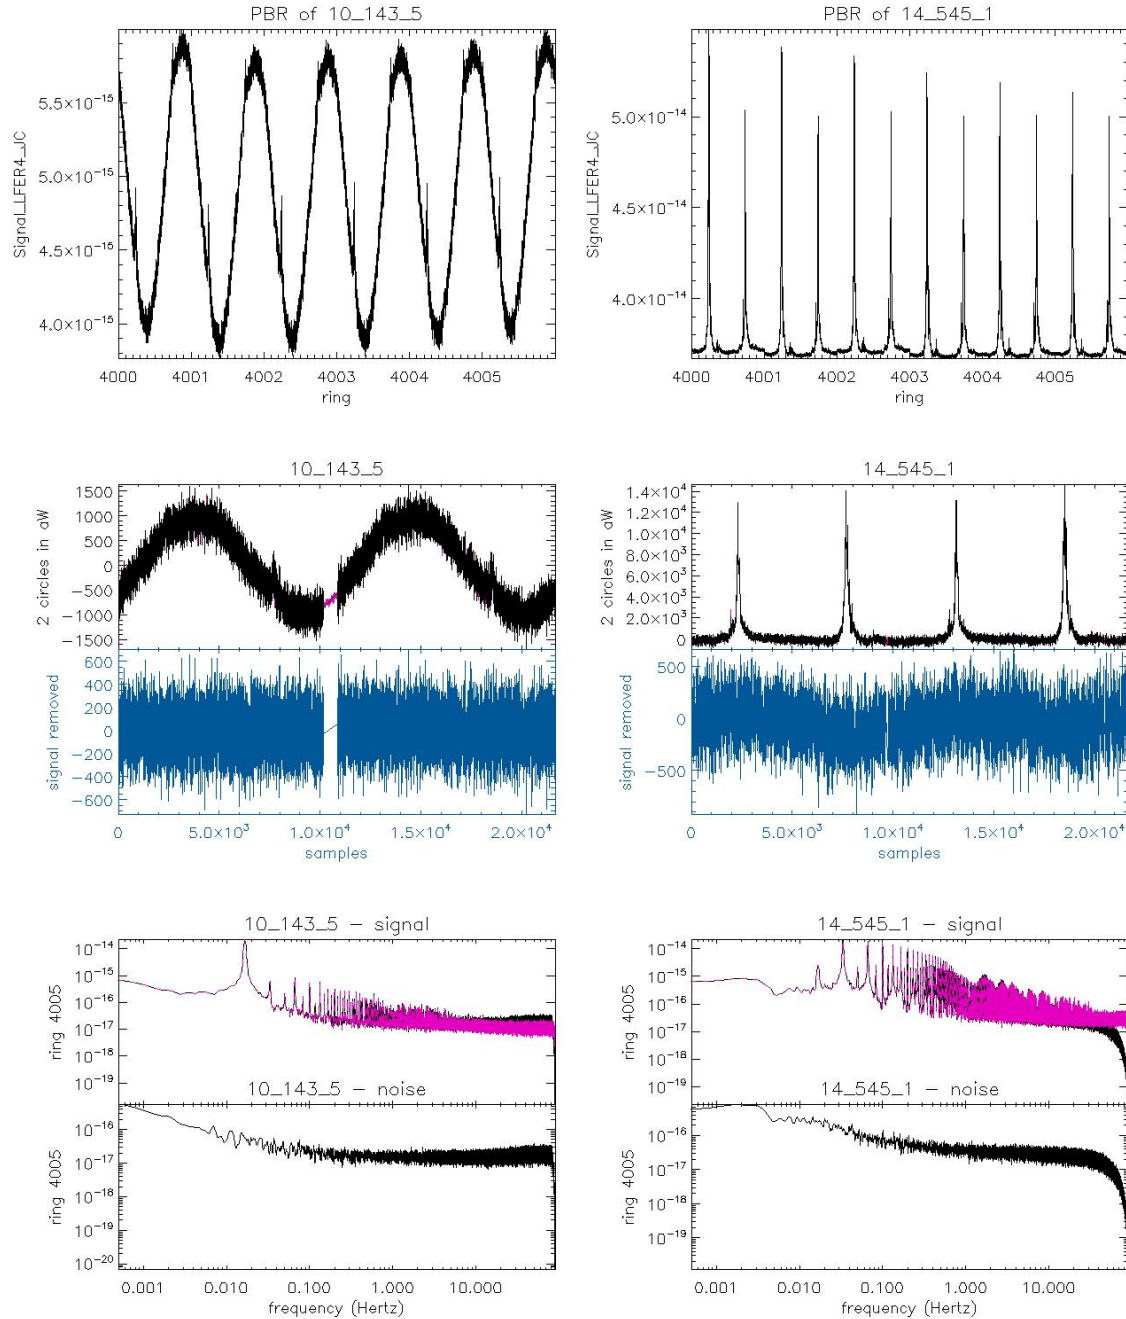 PBR of 10_143_5
Signal_LFER4_JC
5.5×10⁻¹⁵
5.0×10⁻¹⁵
4.5×10⁻¹⁵
4.0×10⁻¹⁵
4000 4001 4002 4003 4004 4005
ring
PBR of 14_545_1
Signal_LFER4_JC
5.0×10⁻¹⁴
4.5×10⁻¹⁴
4.0×10⁻¹⁴
4000 4001 4002 4003 4004 4005
ring
10_143_5
2 circles in aW
1500
1000
500
0
−500
−1000
−1500
signal removed
600
400
200
0
−200
−400
−600
0 5.0×10³ 1.0×10⁴ 1.5×10⁴ 2.0×10⁴
samples
14_545_1
2 circles in aW
1.4×10⁴
1.2×10⁴
1.0×10⁴
8.0×10³
6.0×10³
4.0×10³
2.0×10³
0
signal removed
500
0
−500
0 5.0×10³ 1.0×10⁴ 1.5×10⁴ 2.0×10⁴
samples
10_143_5 − signal
ring 4005
10⁻¹⁴
10⁻¹⁵
10⁻¹⁶
10⁻¹⁷
10⁻¹⁸
10⁻¹⁹
10_143_5 − noise
ring 4005
10⁻¹⁶
10⁻¹⁷
10⁻¹⁸
10⁻¹⁹
10⁻²⁰
0.001 0.010 0.100 1.000 10.000
frequency (Hertz)
14_545_1 − signal
ring 4005
10⁻¹⁴
10⁻¹⁵
10⁻¹⁶
10⁻¹⁷
10⁻¹⁸
10⁻¹⁹
14_545_1 − noise
ring 4005
10⁻¹⁶
10⁻¹⁷
10⁻¹⁸
10⁻¹⁹
0.001 0.010 0.100 1.000 10.000
frequency (Hertz)